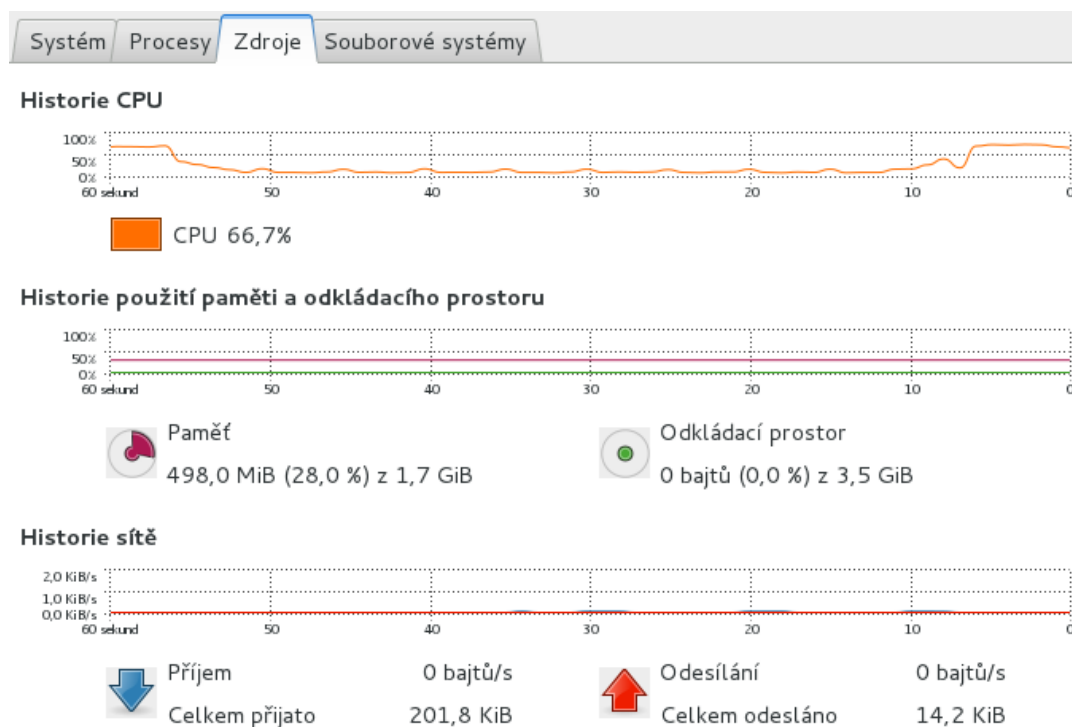 Systém Procesy Zdroje Souborové systémy
Historie CPU
100%
50%
0%
60 sekund 50 40 30 20 10 0
CPU 66,7%
Historie použití paměti a odkládacího prostoru
100%
50%
0%
60 sekund 50 40 30 20 10 0
Paměť Odkládací prostor
498,0 MiB (28,0 %) z 1,7 GiB 0 bajtů (0,0 %) z 3,5 GiB
Historie sítě
2,0 KiB/s
1,0 KiB/s
0,0 KiB/s
60 sekund 50 40 30 20 10 0
Příjem 0 bajtů/s Odesílání 0 bajtů/s
Celkem přijato 201,8 KiB Celkem odesláno 14,2 KiB